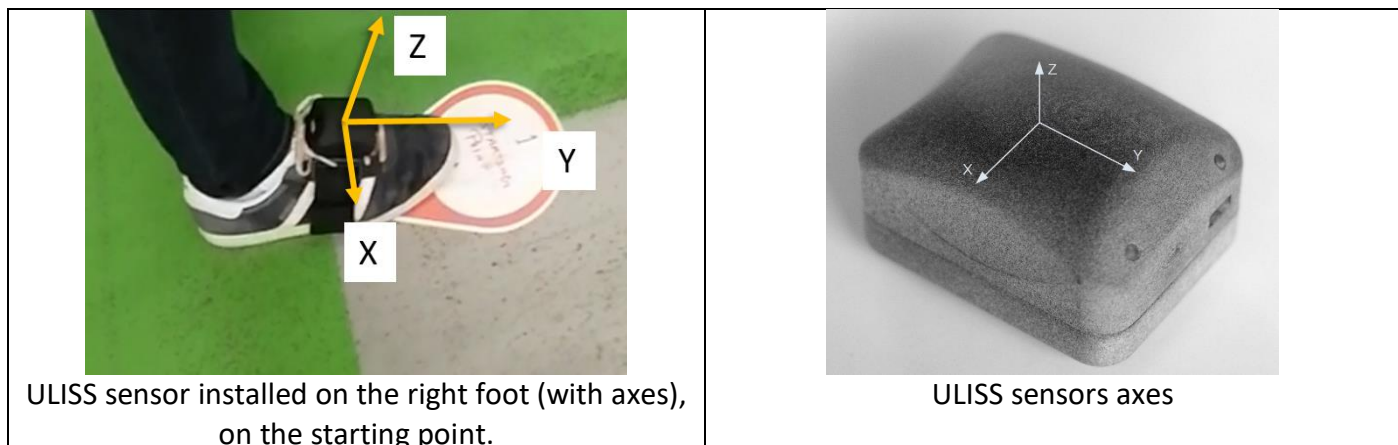 Z
Y
X
1
Z
Y
X
ULISS sensor installed on the right foot (with axes),
on the starting point.
ULISS sensors axes